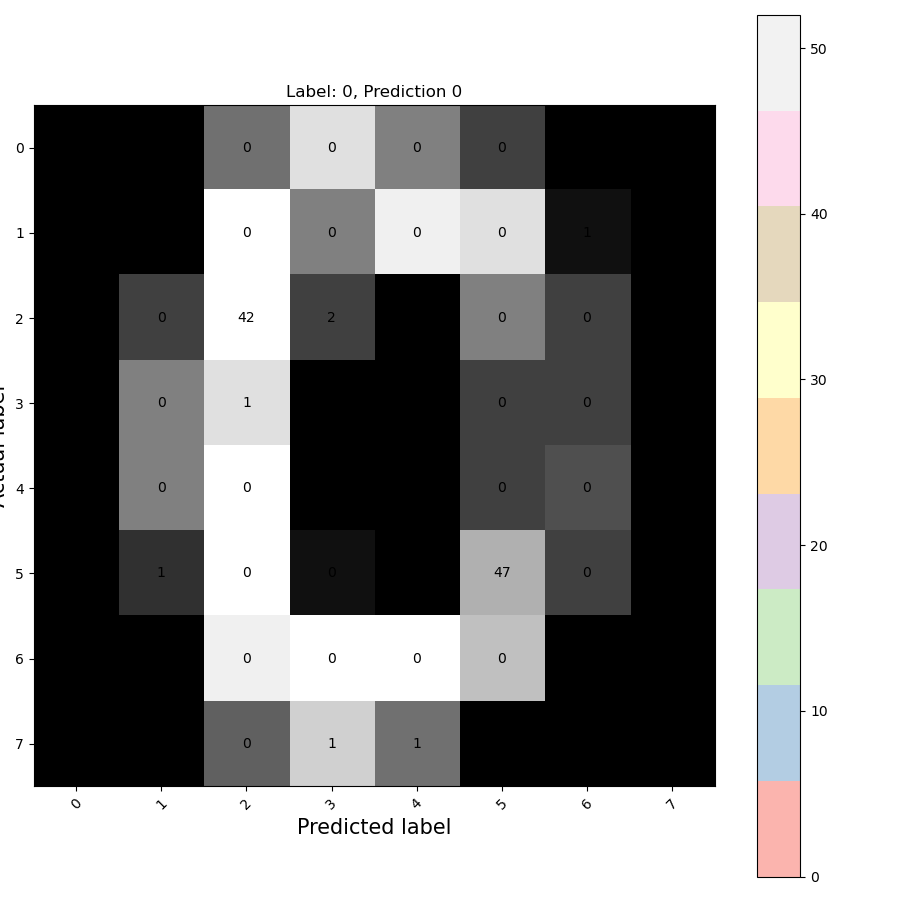 Label: 0, Prediction 0
50
40
30
20
10
0
0 0 0 0 0
1 0 0 0 0 1
2 0 42 2 0 0
3 0 1 0 0
4 0 0 0 0
5 1 0 0 47 0
6 0 0 0 0
7 0 1 1
0 1 2 3 4 5 6 7
Predicted label
Actual label